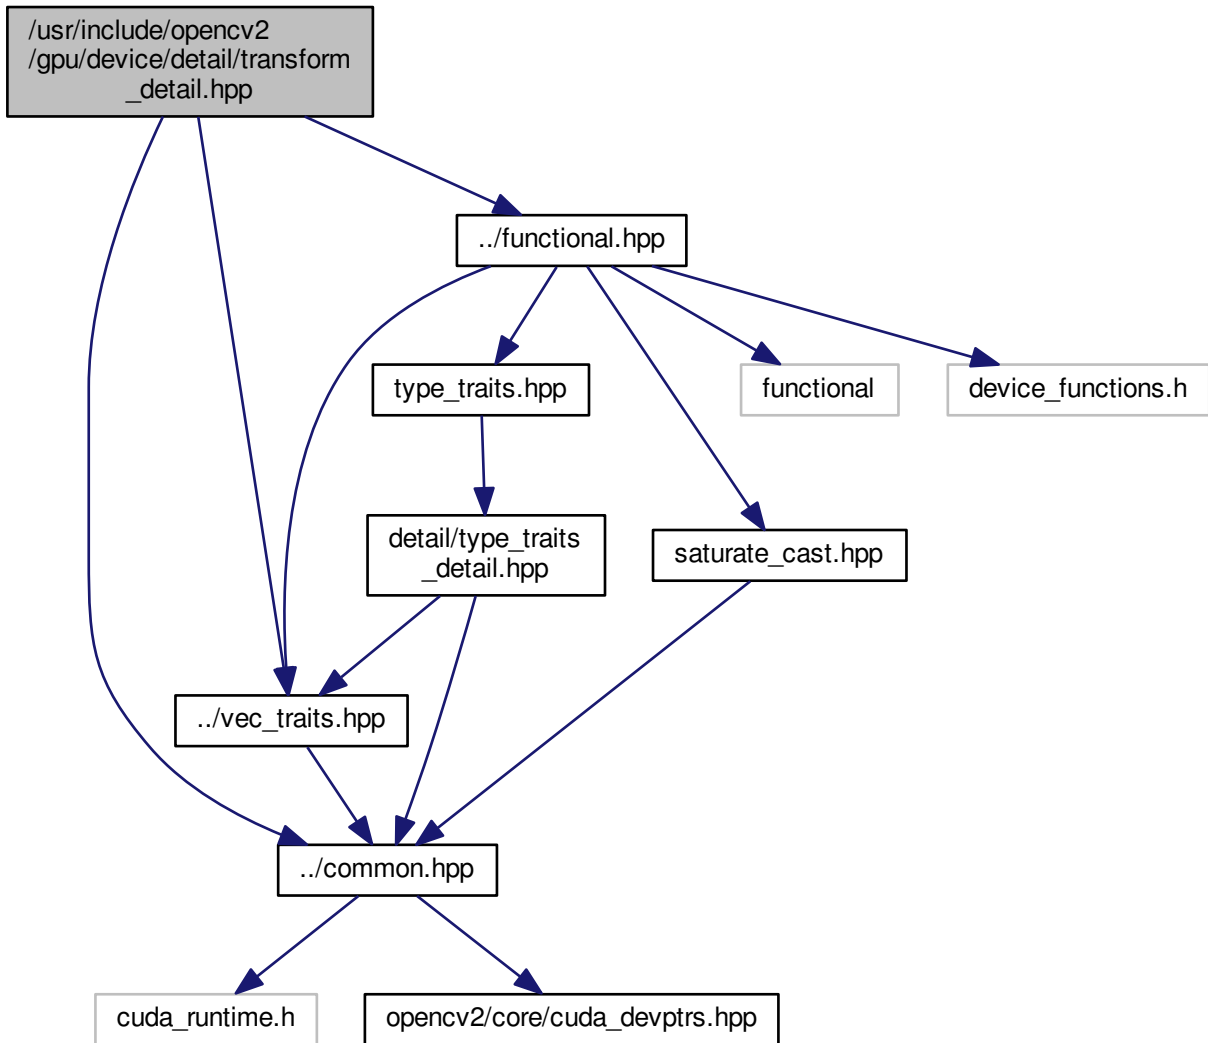 /usr/include/opencv2
/gpu/device/detail/transform
_detail.hpp
../functional.hpp
type_traits.hpp
functional
device_functions.h
detail/type_traits
_detail.hpp
saturate_cast.hpp
../vec_traits.hpp
../common.hpp
cuda_runtime.h
opencv2/core/cuda_devptrs.hpp